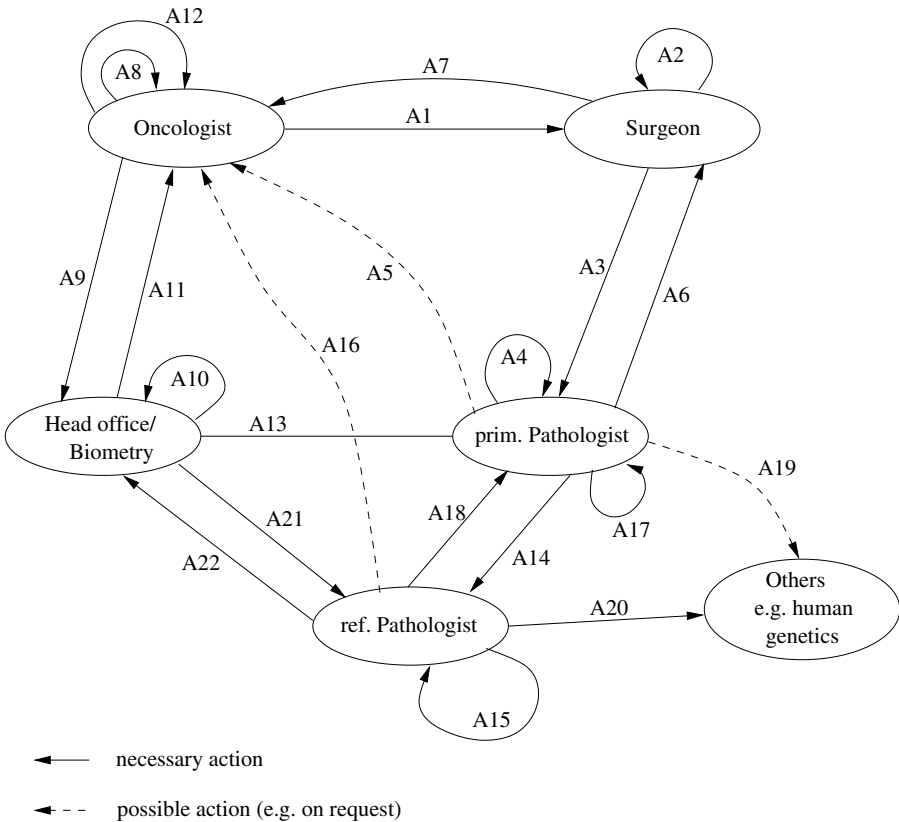 A12
A8
A7
A2
Oncologist
A1
Surgeon
A9
A11
A5
A3
A6
A16
A4
A10
Head office/
Biometry
A13
prim. Pathologist
A19
A21
A18
A17
A22
A14
Others
e.g. human
genetics
A20
ref. Pathologist
A15
necessary action
possible action (e.g. on request)